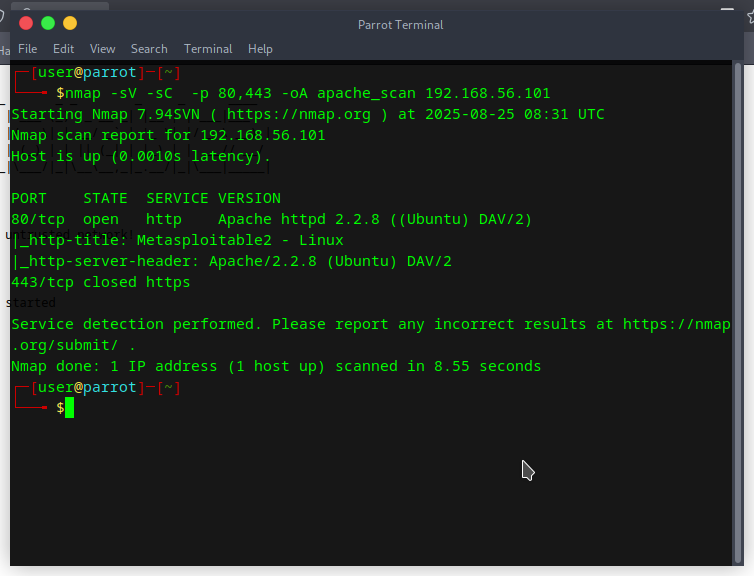 Parrot Terminal
File Edit View Search Terminal Help
┌─[user@parrot]─[~]
└──╼ $nmap -sV -sC  -p 80,443 -oA apache_scan 192.168.56.101
Starting Nmap 7.94SVN ( https://nmap.org ) at 2025-08-25 08:31 UTC
Nmap scan report for 192.168.56.101
Host is up (0.0010s latency).
PORT    STATE  SERVICE VERSION
80/tcp  open   http    Apache httpd 2.2.8 ((Ubuntu) DAV/2)
|_http-title: Metasploitable2 - Linux
|_http-server-header: Apache/2.2.8 (Ubuntu) DAV/2
443/tcp closed https
started
Service detection performed. Please report any incorrect results at https://nmap
.org/submit/ .
Nmap done: 1 IP address (1 host up) scanned in 8.55 seconds
┌─[user@parrot]─[~]
└──╼ $